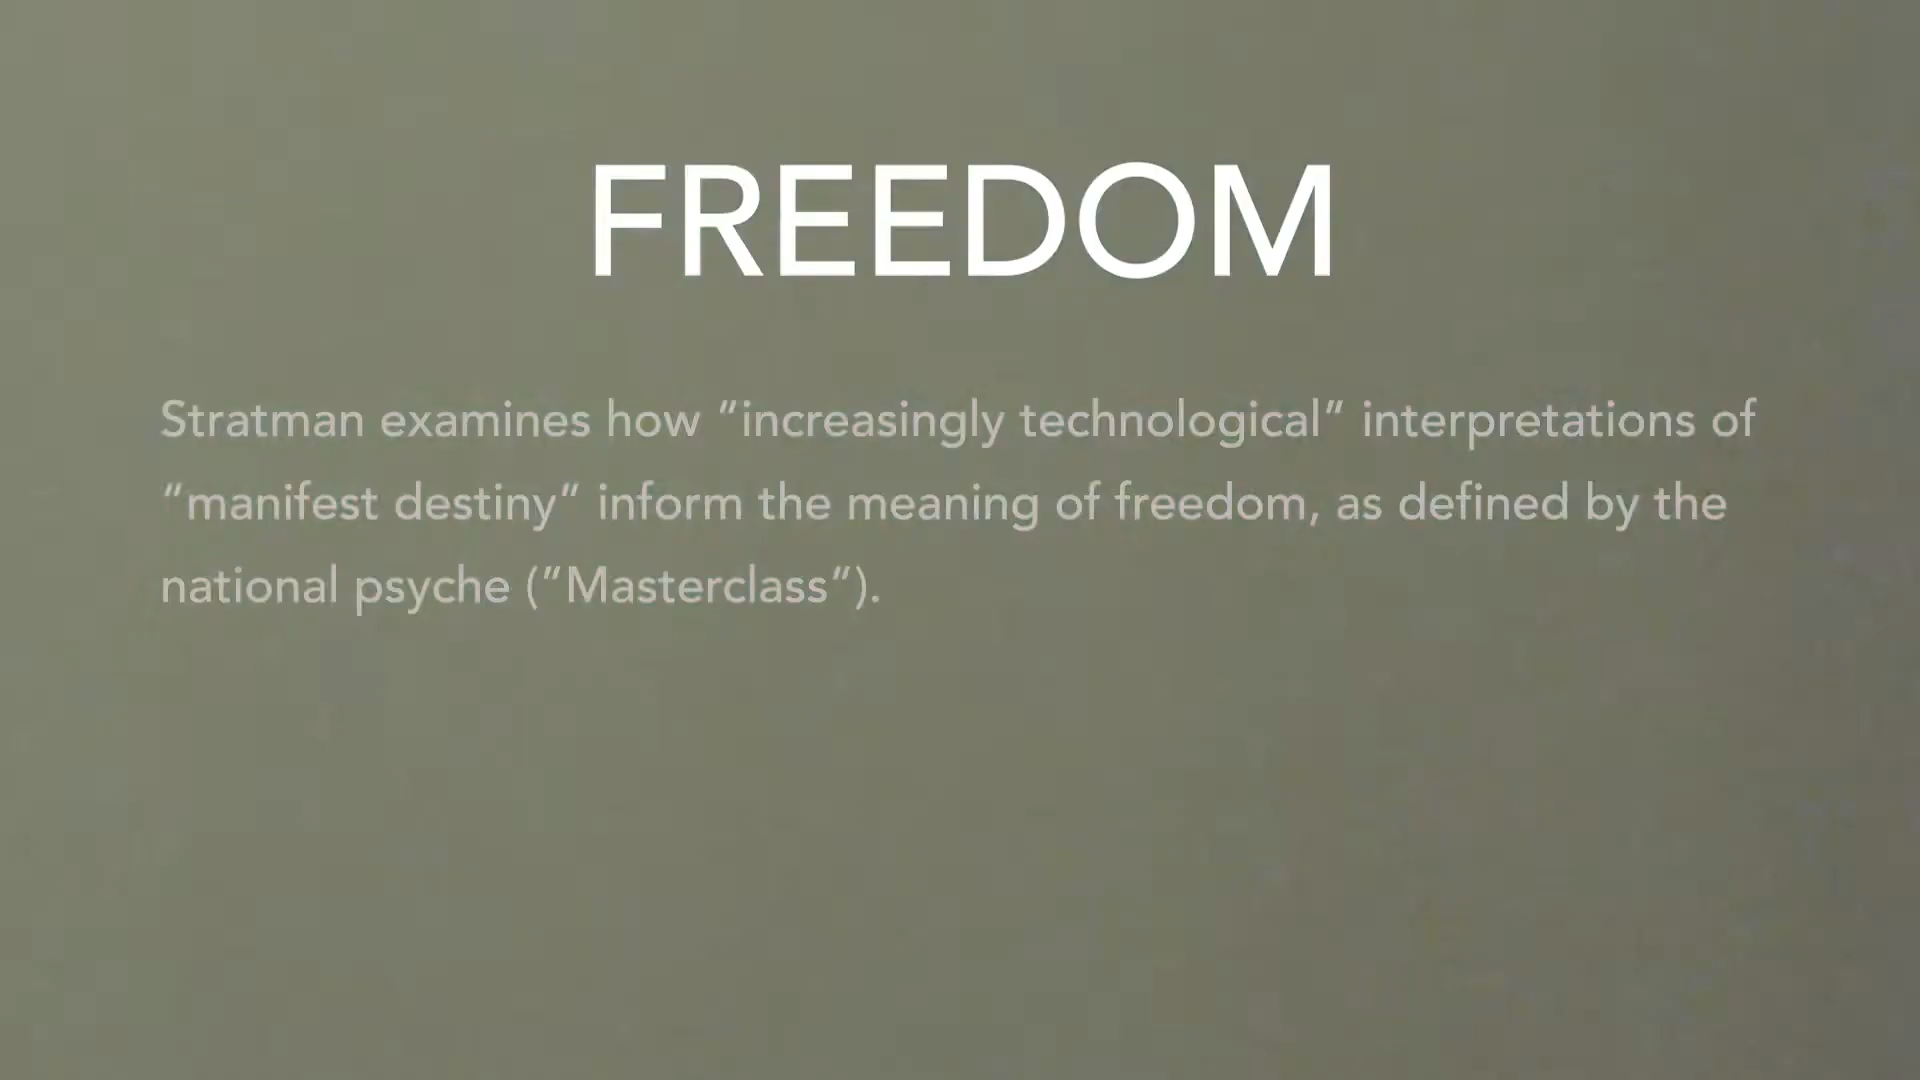 FREEDOM
Stratman examines how “increasingly technological” interpretations of
“manifest destiny” inform the meaning of freedom, as defined by the
national psyche (“Masterclass“).